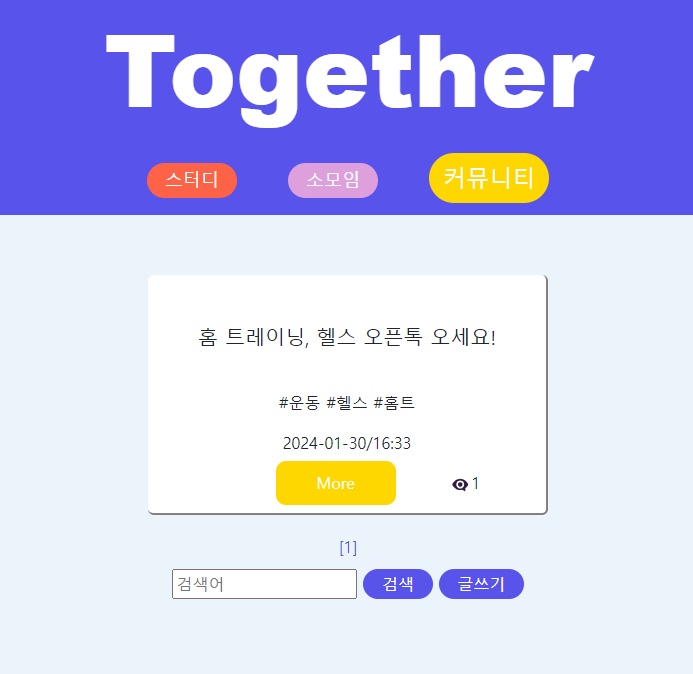 Together
스터디 소모임 커뮤니티
홈 트레이닝, 헬스 오픈톡 오세요!
#운동 #헬스 #홈트
2024-01-30/16:33
More 1
[1]
검색어 검색 글쓰기